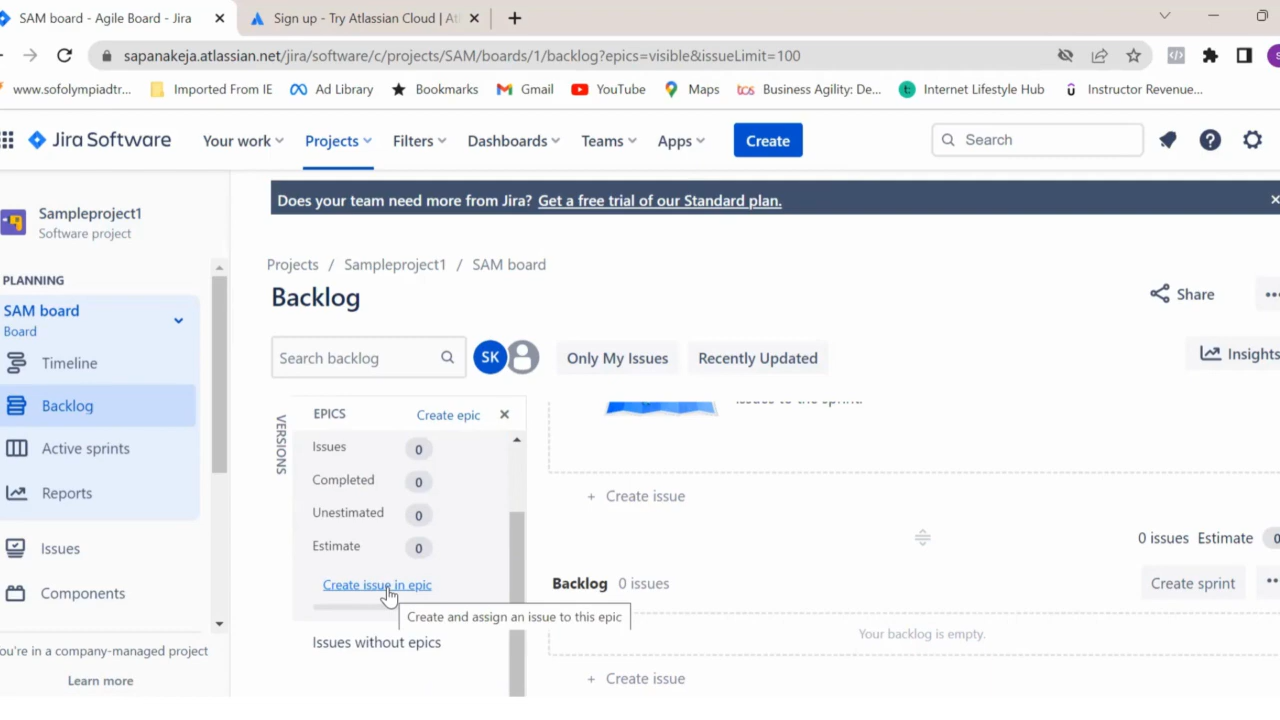 SAM board - Agile Board - Jira
Sign up - Try Atlassian Cloud | At
sapanakeja.atlassian.net/jira/software/c/projects/SAM/boards/1/backlog?epics=visible&issueLimit=100
www.sofolympiadtr...
Imported From IE
Ad Library
Bookmarks
Gmail
YouTube
Maps
tcs Business Agility: De...
Internet Lifestyle Hub
Instructor Revenue...
Jira Software
Your work
Projects
Filters
Dashboards
Teams
Apps
Create
Search
Sampleproject1
Software project
Does your team need more from Jira? Get a free trial of our Standard plan.
Projects / Sampleproject1 / SAM board
Backlog
Share
PLANNING
SAM board
Board
Timeline
Backlog
Active sprints
Reports
Issues
Components
ou're in a company-managed project
Learn more
Search backlog
SK
Only My Issues
Recently Updated
Insights
VERSIONS
EPICS
Create epic
Issues 0
Completed 0
Unestimated 0
Estimate 0
Create issue in epic
Create and assign an issue to this epic
Issues without epics
issues to the sprint.
+ Create issue
0 issues Estimate 0
Backlog 0 issues
Create sprint
Your backlog is empty.
+ Create issue